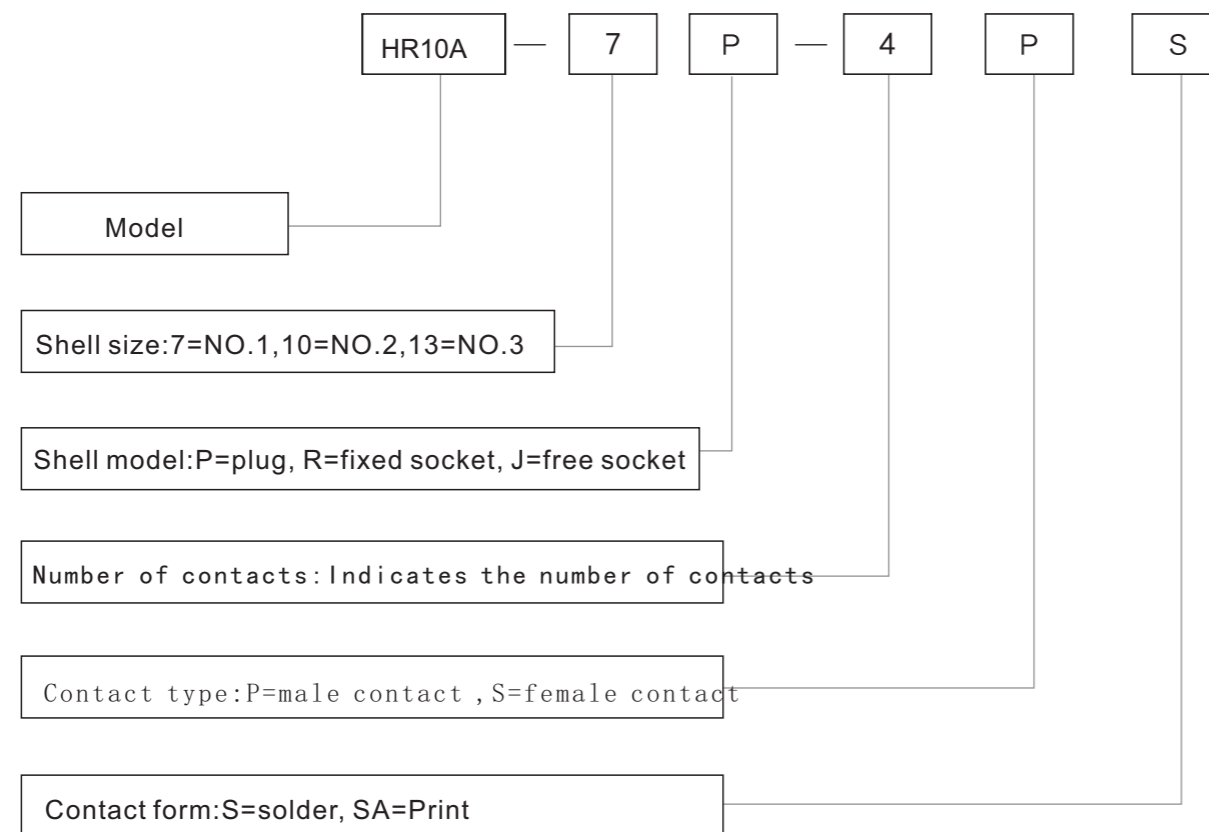 HR10A — 7 P — 4 P S
Model
Shell size:7=NO.1,10=NO.2,13=NO.3
Shell model:P=plug, R=fixed socket, J=free socket
Number of contacts:Indicates the number of contacts
Contact type:P=male contact ,S=female contact
Contact form:S=solder, SA=Print